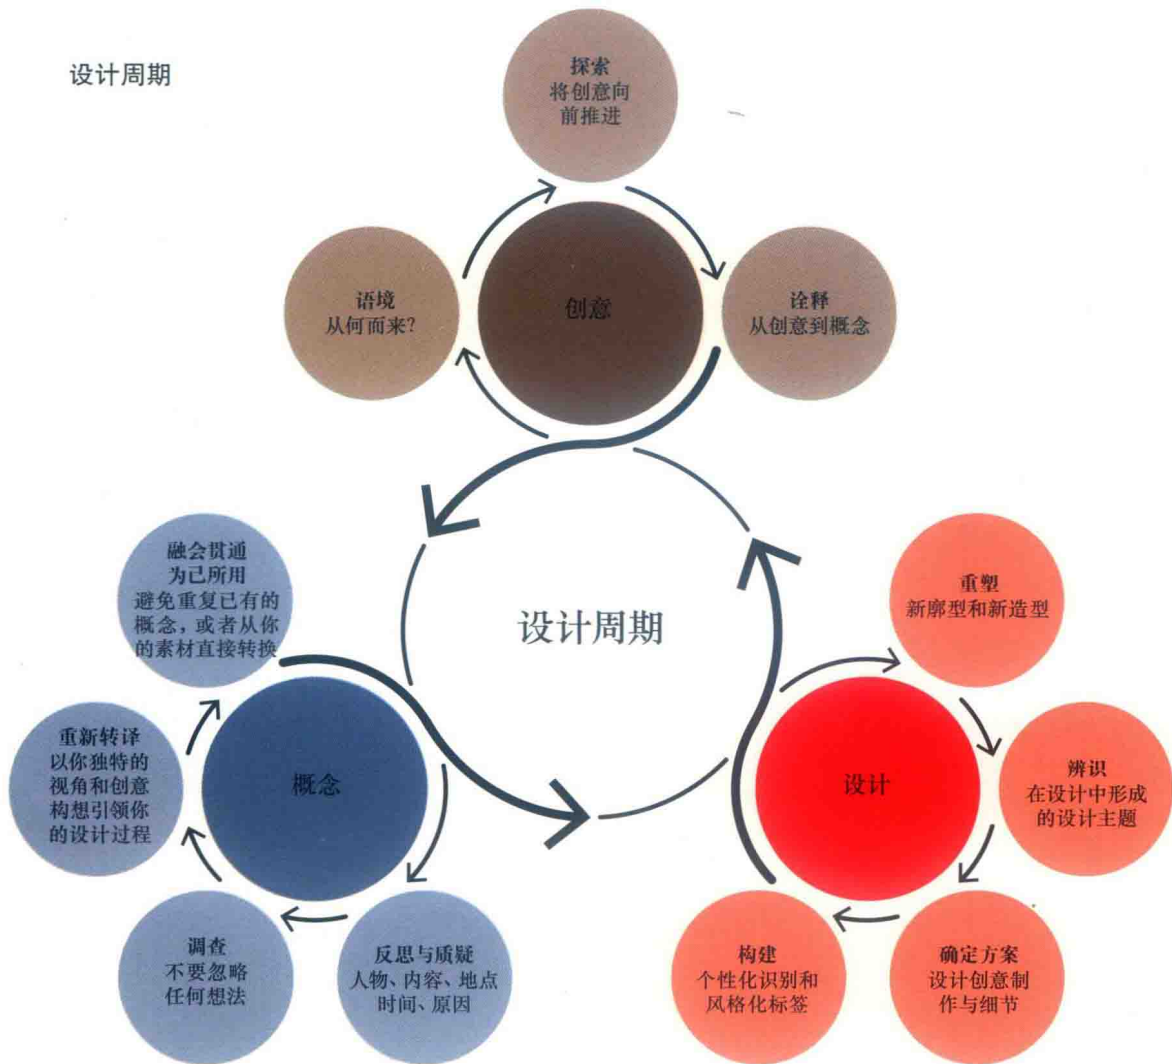 设计周期
探索
将创意向
前推进
语境
从何而来?
创意
诠释
从创意到概念
设计周期
融会贯通
为己所用
避免重复已有的
概念，或者从你
的素材直接转换
重新转译
以你独特的
视角和创意
构想引领你
的设计过程
概念
调查
不要忽略
任何想法
反思与质疑
人物、内容、地点
时间、原因
重塑
新廓型和新造型
设计
辨识
在设计中形成
的设计主题
构建
个性化识别和
风格化标签
确定方案
设计创意制
作与细节